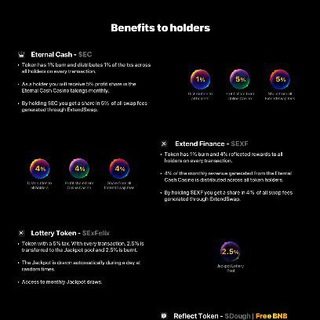 Benefits to holders
Eternal Cash - $EC
• Token has 1% burn and distributes 1% of the txs across
all holders on every transaction.
• As a holder you will receive 5% profit share in the
Eternal Cash Casino takings monthly.
• By holding $EC you get a share in 5% of all swap fees
generated through ExtendSwap.
1%
5%
5%
Extend Finance - $EXF
• Token has 1% burn and 4% reflected rewards to all
holders on every transaction.
• 4% of the monthly revenue generated from the Eternal
Cash Casino is distributed across all token holders.
• By holding $EXF you get a share in 4% of all swap fees
generated through ExtendSwap.
4%
4%
4%
Lottery Token - $ExFelix
• Token with a 5% tax. With every transaction, 2.5% is
transferred to the Jackpot pool and 2.5% is burnt.
• The Jackpot is drawn automatically during a day at
random times.
• Access to monthly Jackpot draws.
2.5%
Jackpot Lottery
Pool
Reflect Token - $Dough | Free BNB